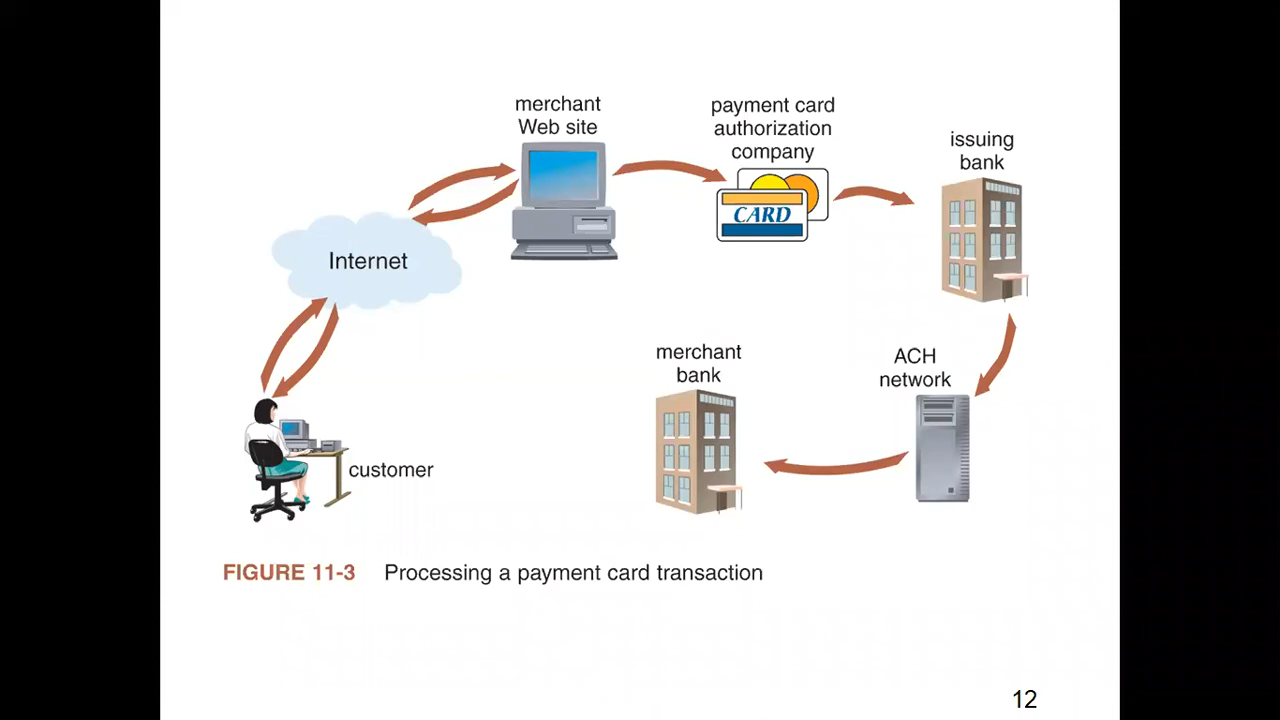 merchant
Web site
payment card
authorization
company
issuing
bank
CARD
Internet
merchant
bank
ACH
network
customer
FIGURE 11-3 Processing a payment card transaction
12